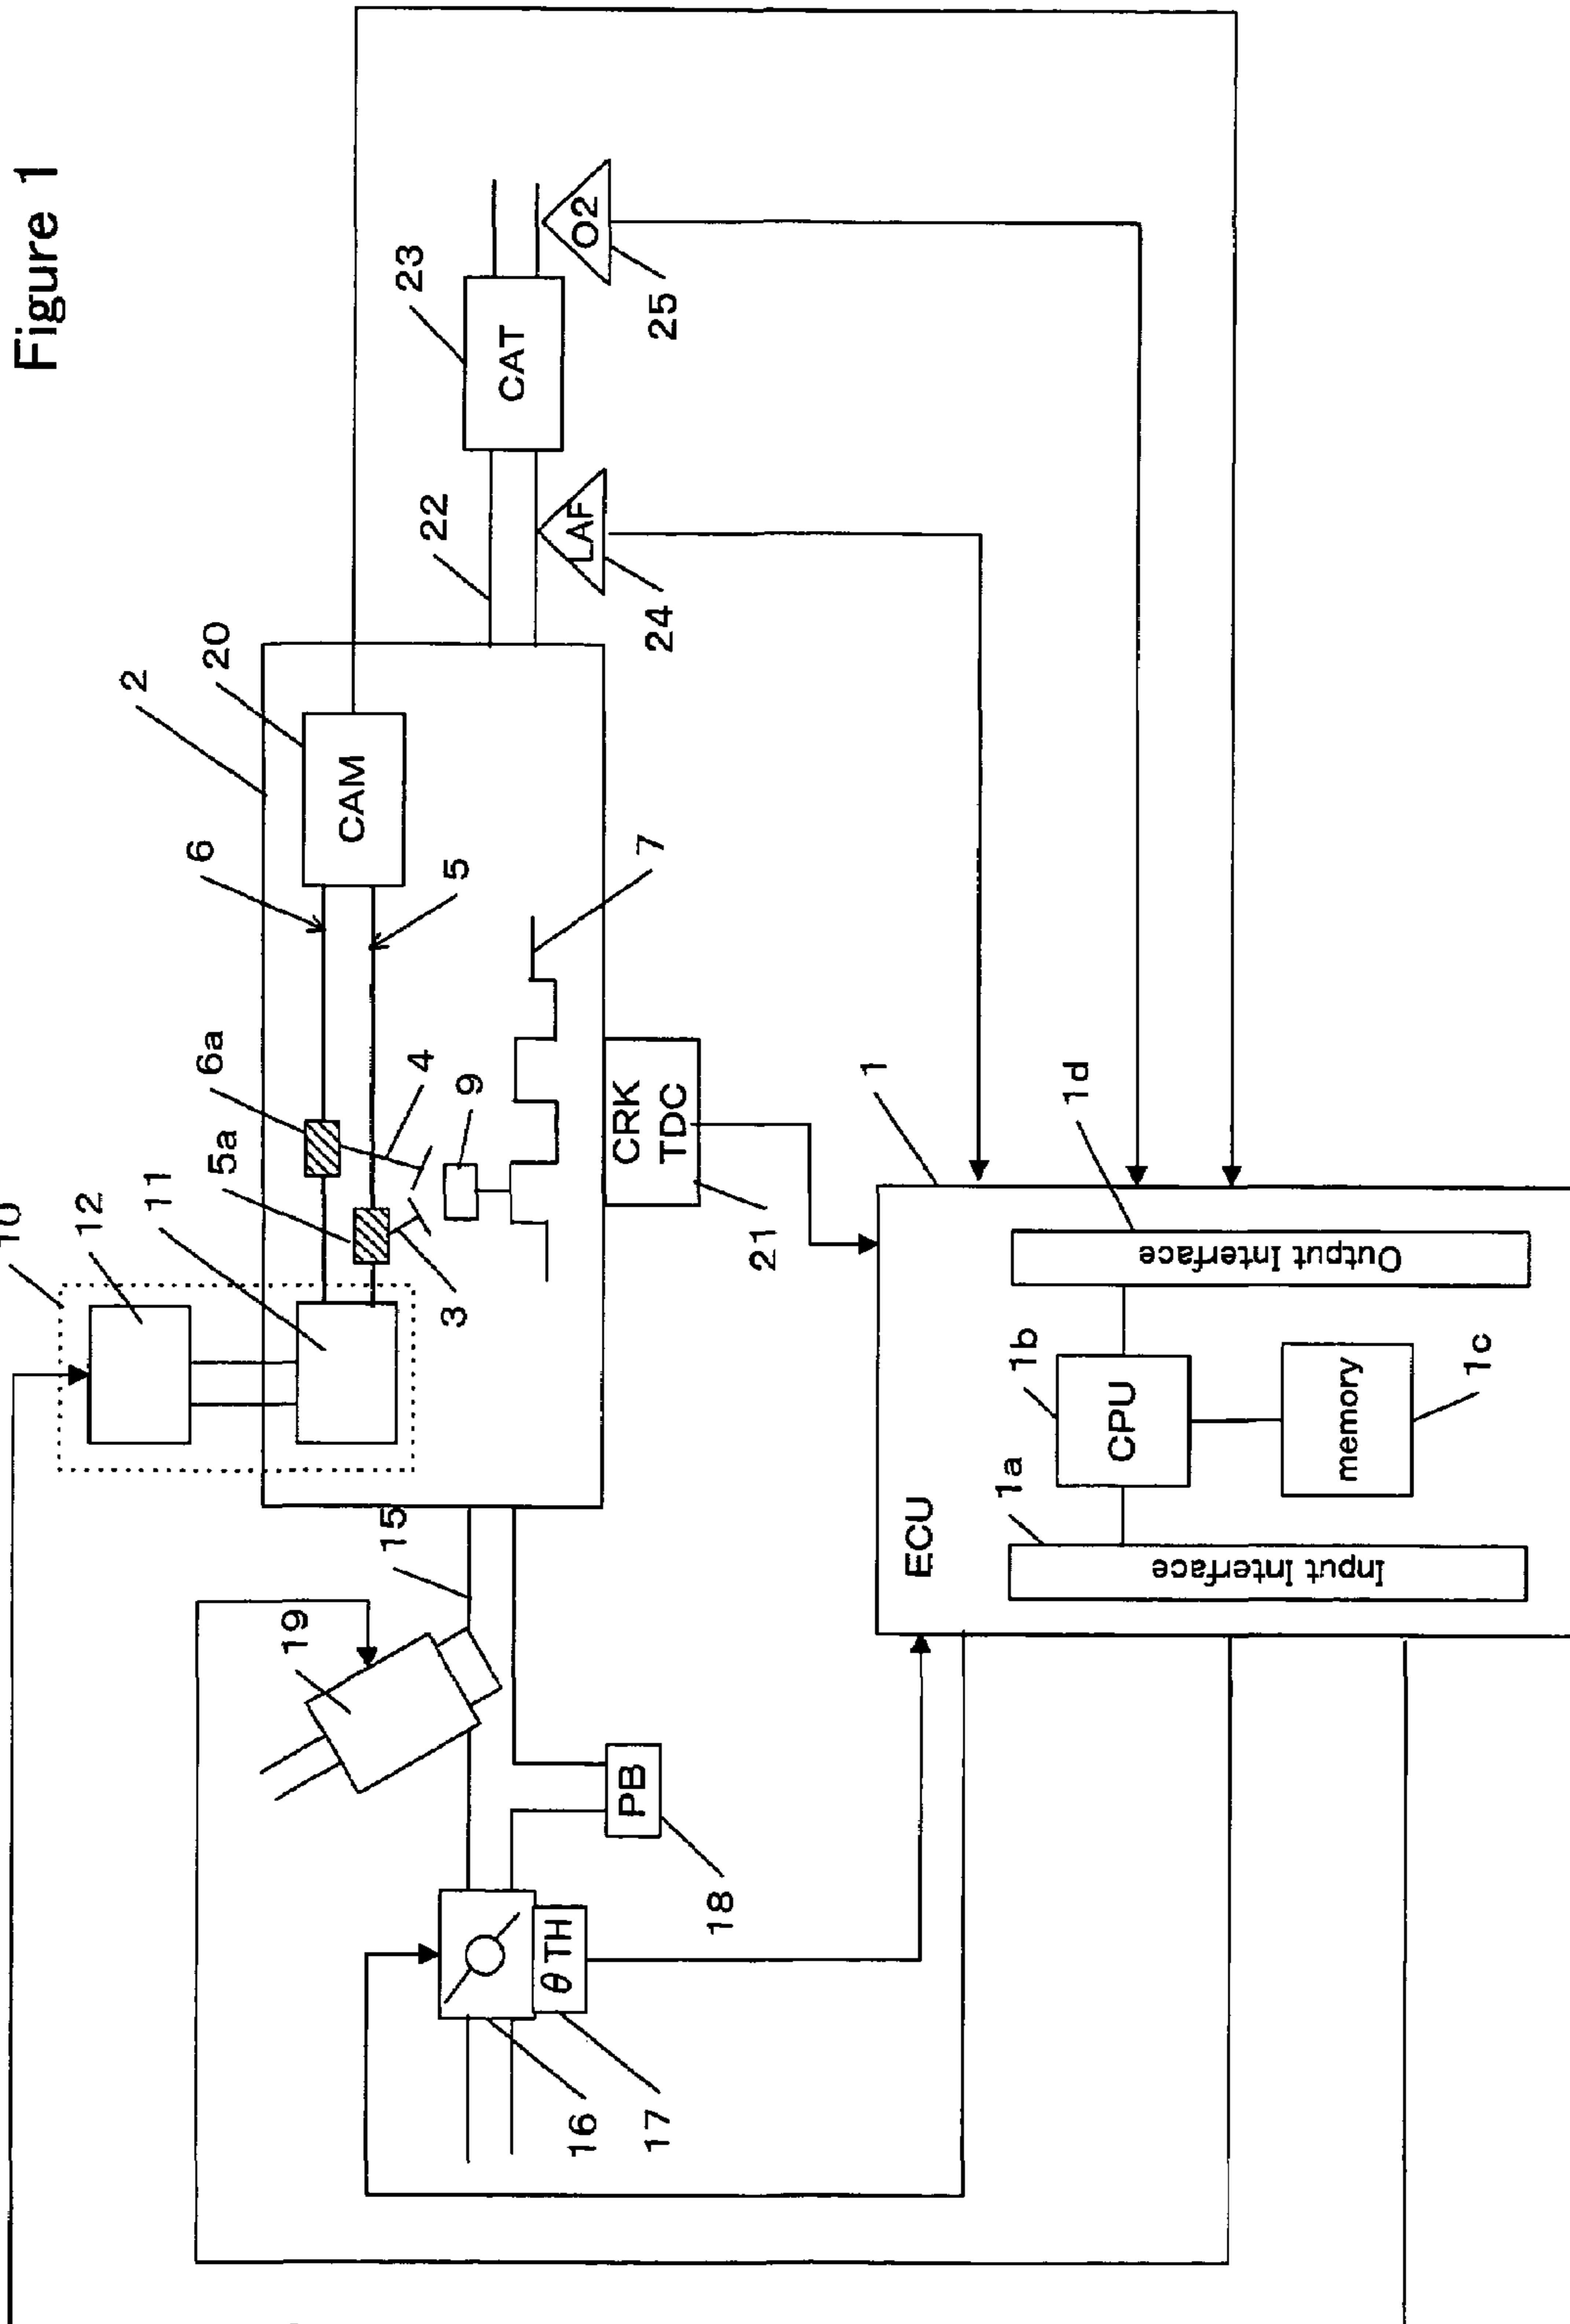 Figure 1
10
12
11
5a
6a
4
9
3
6
5
2
20
CAM
7
22
23
CAT
LAF
24
O2
25
19
15
PB
18
16
θTH
17
CRK
TDC
21
1
ECU
1a
Input Interface
1b
CPU
memory
1c
1d
Output Interface